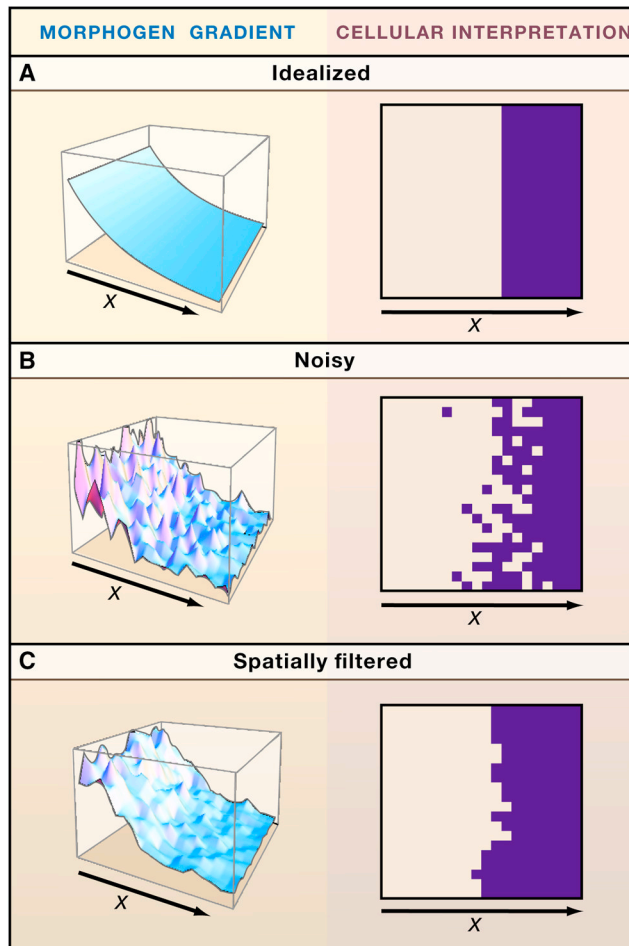 MORPHOGEN GRADIENT
CELLULAR INTERPRETATION
A
Idealized
X
X
B
Noisy
X
X
C
Spatially filtered
X
X